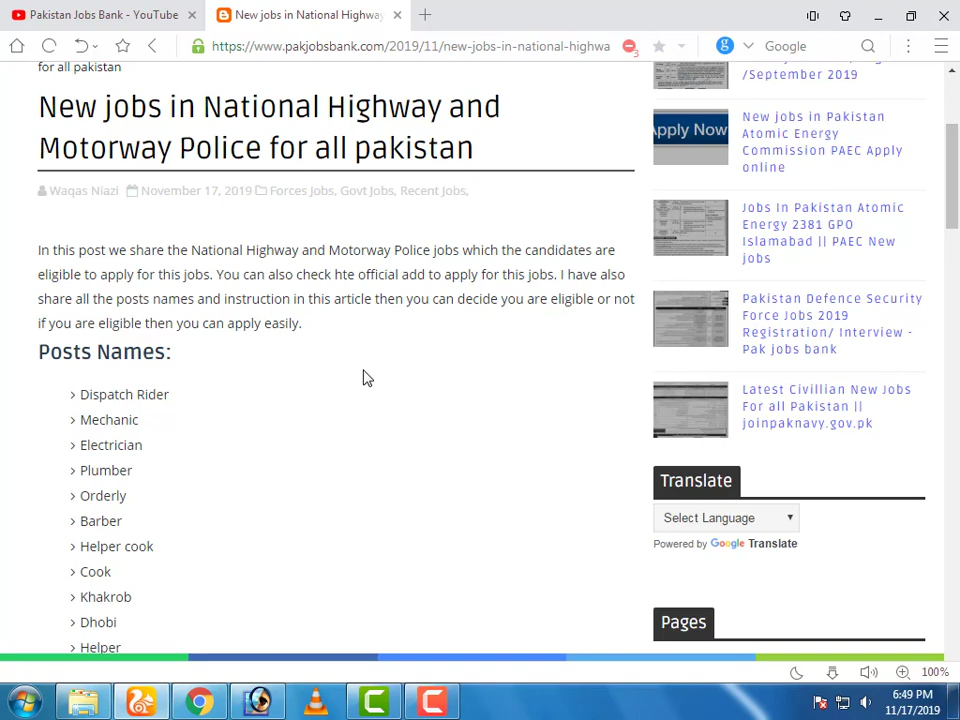 Pakistan Jobs Bank - YouTube
New jobs in National Highway
https://www.pakjobsbank.com/2019/11/new-jobs-in-national-highwa
3
Google
for all pakistan
New jobs in National Highway and
Motorway Police for all pakistan
Waqas Niazi November 17, 2019 Forces Jobs, Govt Jobs, Recent Jobs,
In this post we share the National Highway and Motorway Police jobs which the candidates are
eligible to apply for this jobs. You can also check hte official add to apply for this jobs. I have also
share all the posts names and instruction in this article then you can decide you are eligible or not
if you are eligible then you can apply easily.
Posts Names:
Dispatch Rider
Mechanic
Electrician
Plumber
Orderly
Barber
Helper cook
Cook
Khakrob
Dhobi
Helper
/September 2019
Apply Now
New jobs in Pakistan
Atomic Energy
Commission PAEC Apply
online
Jobs In Pakistan Atomic
Energy 2381 GPO
Islamabad || PAEC New
jobs
Pakistan Defence Security
Force Jobs 2019
Registration/ Interview -
Pak jobs bank
Latest Civillian New Jobs
For all Pakistan ||
joinpaknavy.gov.pk
Translate
Select Language
Powered by Google Translate
Pages
100%
6:49 PM
11/17/2019